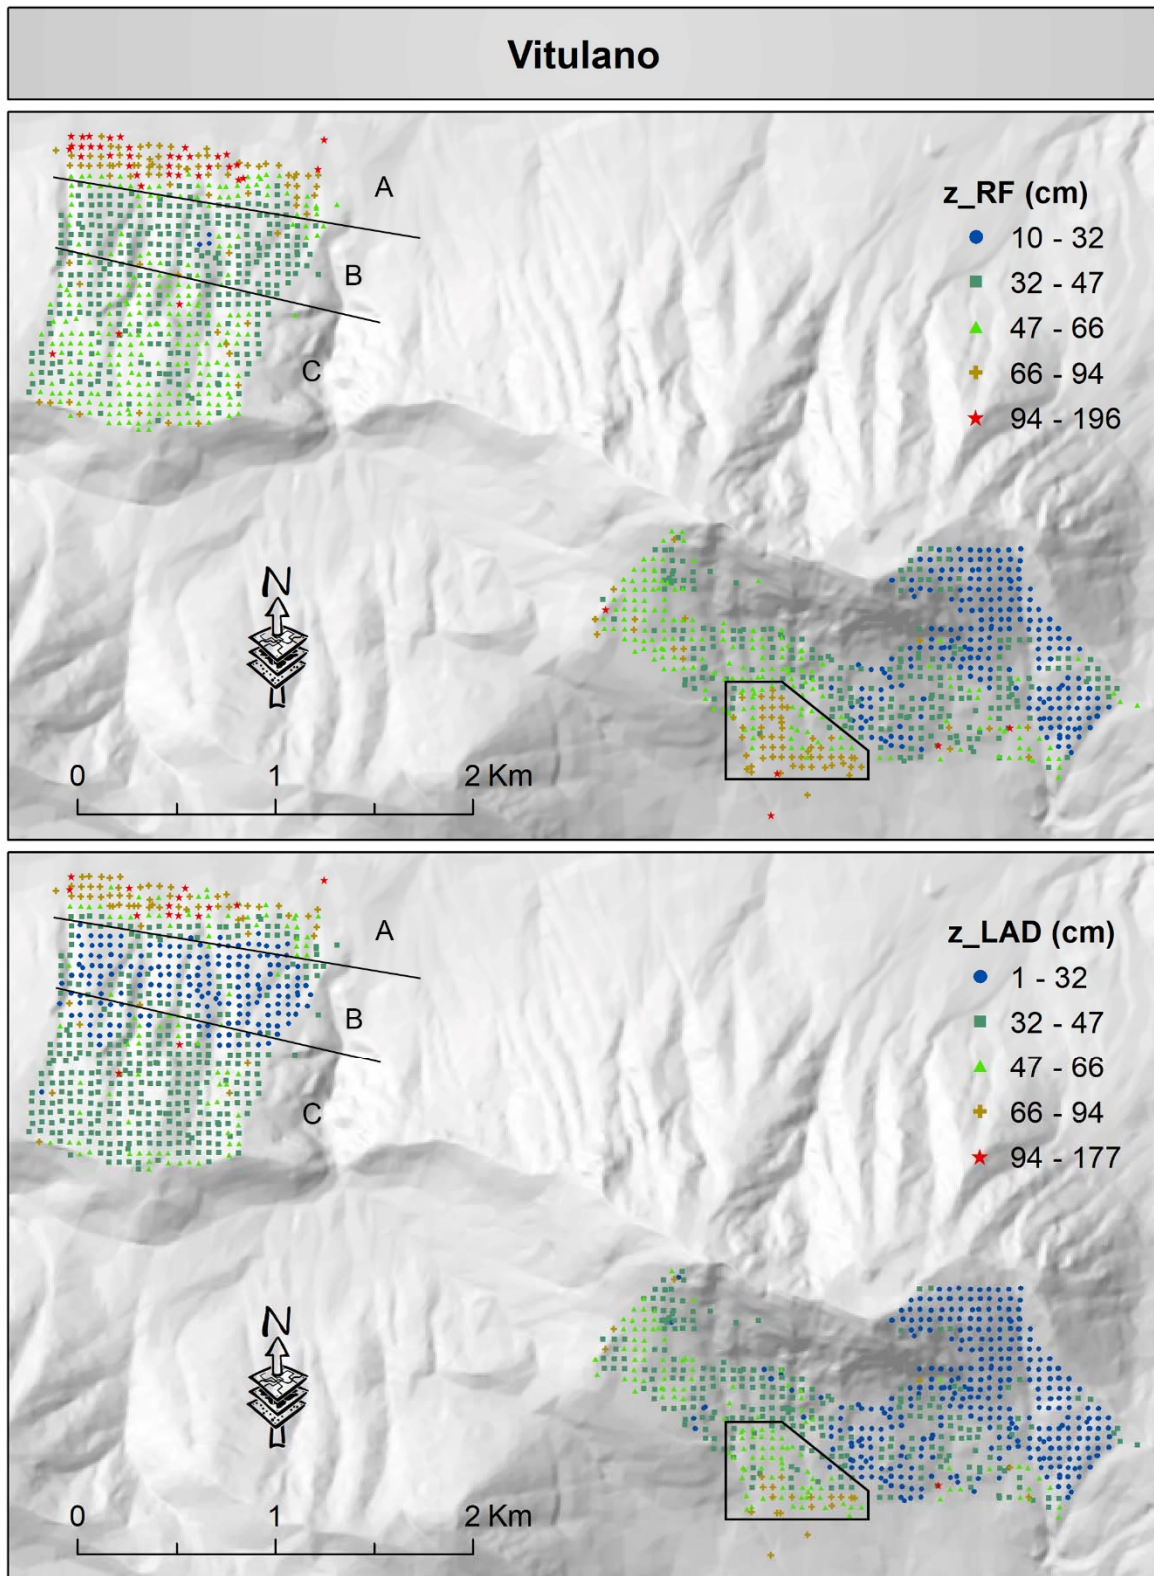 Vitulano
A
B
C
z_RF (cm)
10 - 32
32 - 47
47 - 66
66 - 94
94 - 196
N
0 1 2 Km
A
B
C
z_LAD (cm)
1 - 32
32 - 47
47 - 66
66 - 94
94 - 177
N
0 1 2 Km